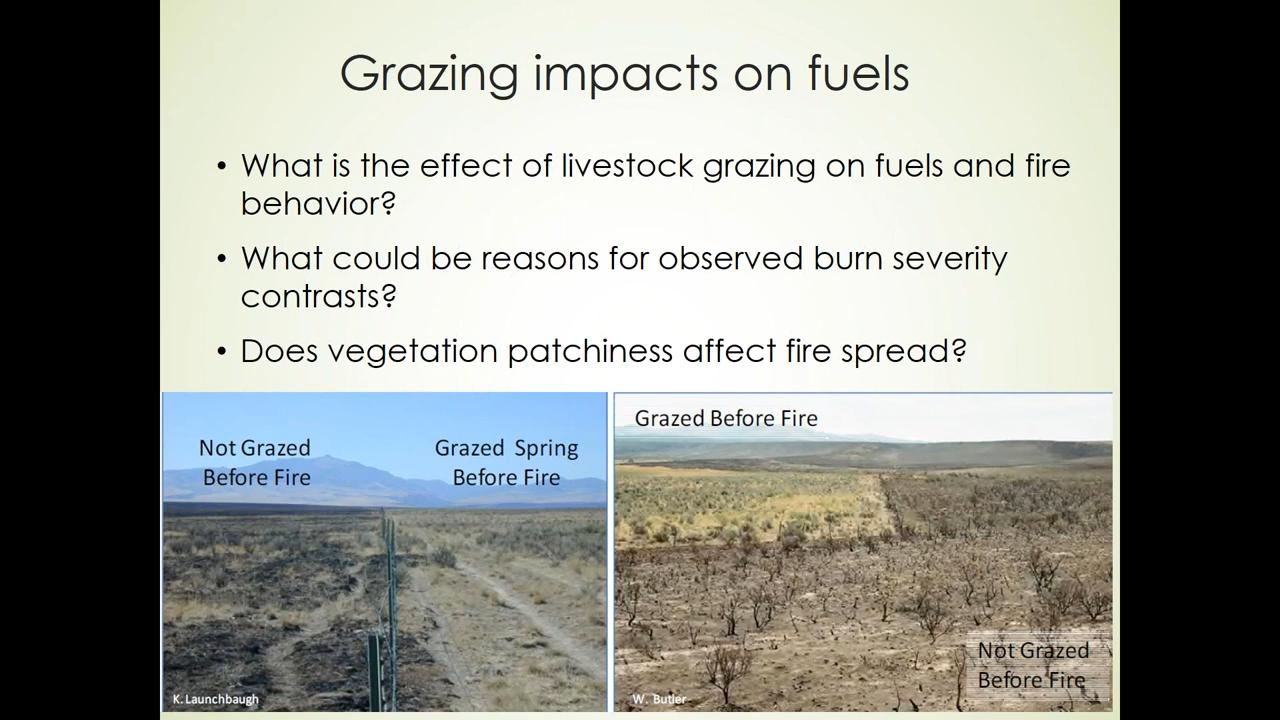 Grazing impacts on fuels
• What is the effect of livestock grazing on fuels and fire
behavior?
• What could be reasons for observed burn severity
contrasts?
• Does vegetation patchiness affect fire spread?
Not Grazed
Before Fire
Grazed Spring
Before Fire
K. Launchbaugh
Grazed Before Fire
Not Grazed
Before Fire
W. Butler